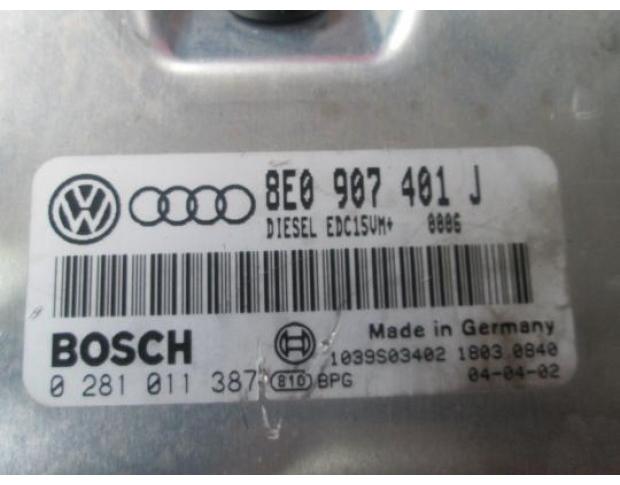 8E0 907 401 J
DIESEL EDC15VM+ 0006
BOSCH
Made in Germany
1039S03402 1803.0840
0 281 011 387 810 BPG 04-04-02